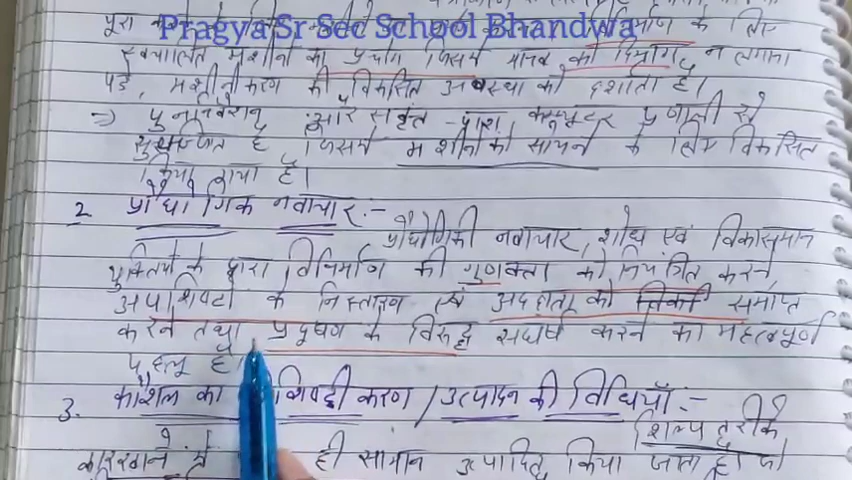 Pragya Sr Sec School Bhandwa
पूरा के लिए
स्वचालित मशीनों का प्रयोग जिसमें मानव को दिमाग न लगाना
पड़े, मशीनीकरण की विकसित अवस्था को दर्शाता है।
⇒ पुनर्निवेशन और संवृत-पाश कम्प्यूटर प्रणाली से
सुसज्जित है जिसमें मशीनों को सोचने के लिए विकसित
किया गया है।
2. प्रौद्योगिक नवाचार:-
प्रौद्योगिकी नवाचार, शोध एवं विकासमान
युक्तियों के द्वारा विनिर्माण की गुणवत्ता को नियंत्रित करने,
अपशिष्टों के निस्तारण एवं अदक्षता को समाप्त
करने तथा प्रदूषण के विरुद्ध संघर्ष करने का महत्वपूर्ण
पहलू है।
3. कौशल का करण / उत्पादन की विधियाँ:-
शिल्प तरीके
कारखाने में ही सामान उत्पादित किया जाता है जो